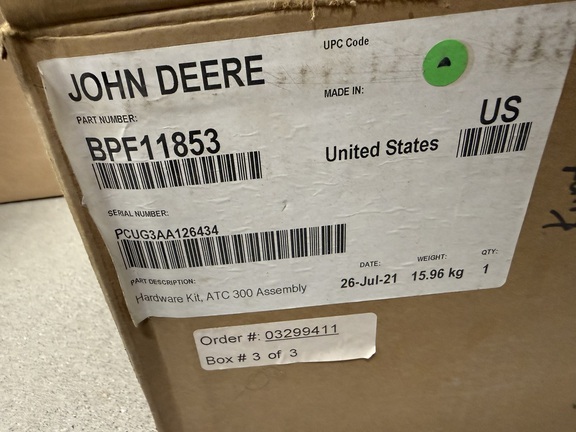 JOHN DEERE
UPC Code
PART NUMBER:
BPF11853
MADE IN:
United States
US
SERIAL NUMBER:
PCUG3AA126434
PART DESCRIPTION:
Hardware Kit, ATC 300 Assembly
DATE:
26-Jul-21
WEIGHT:
15.96 kg
QTY:
1
Order #: 03299411
Box # 3 of 3